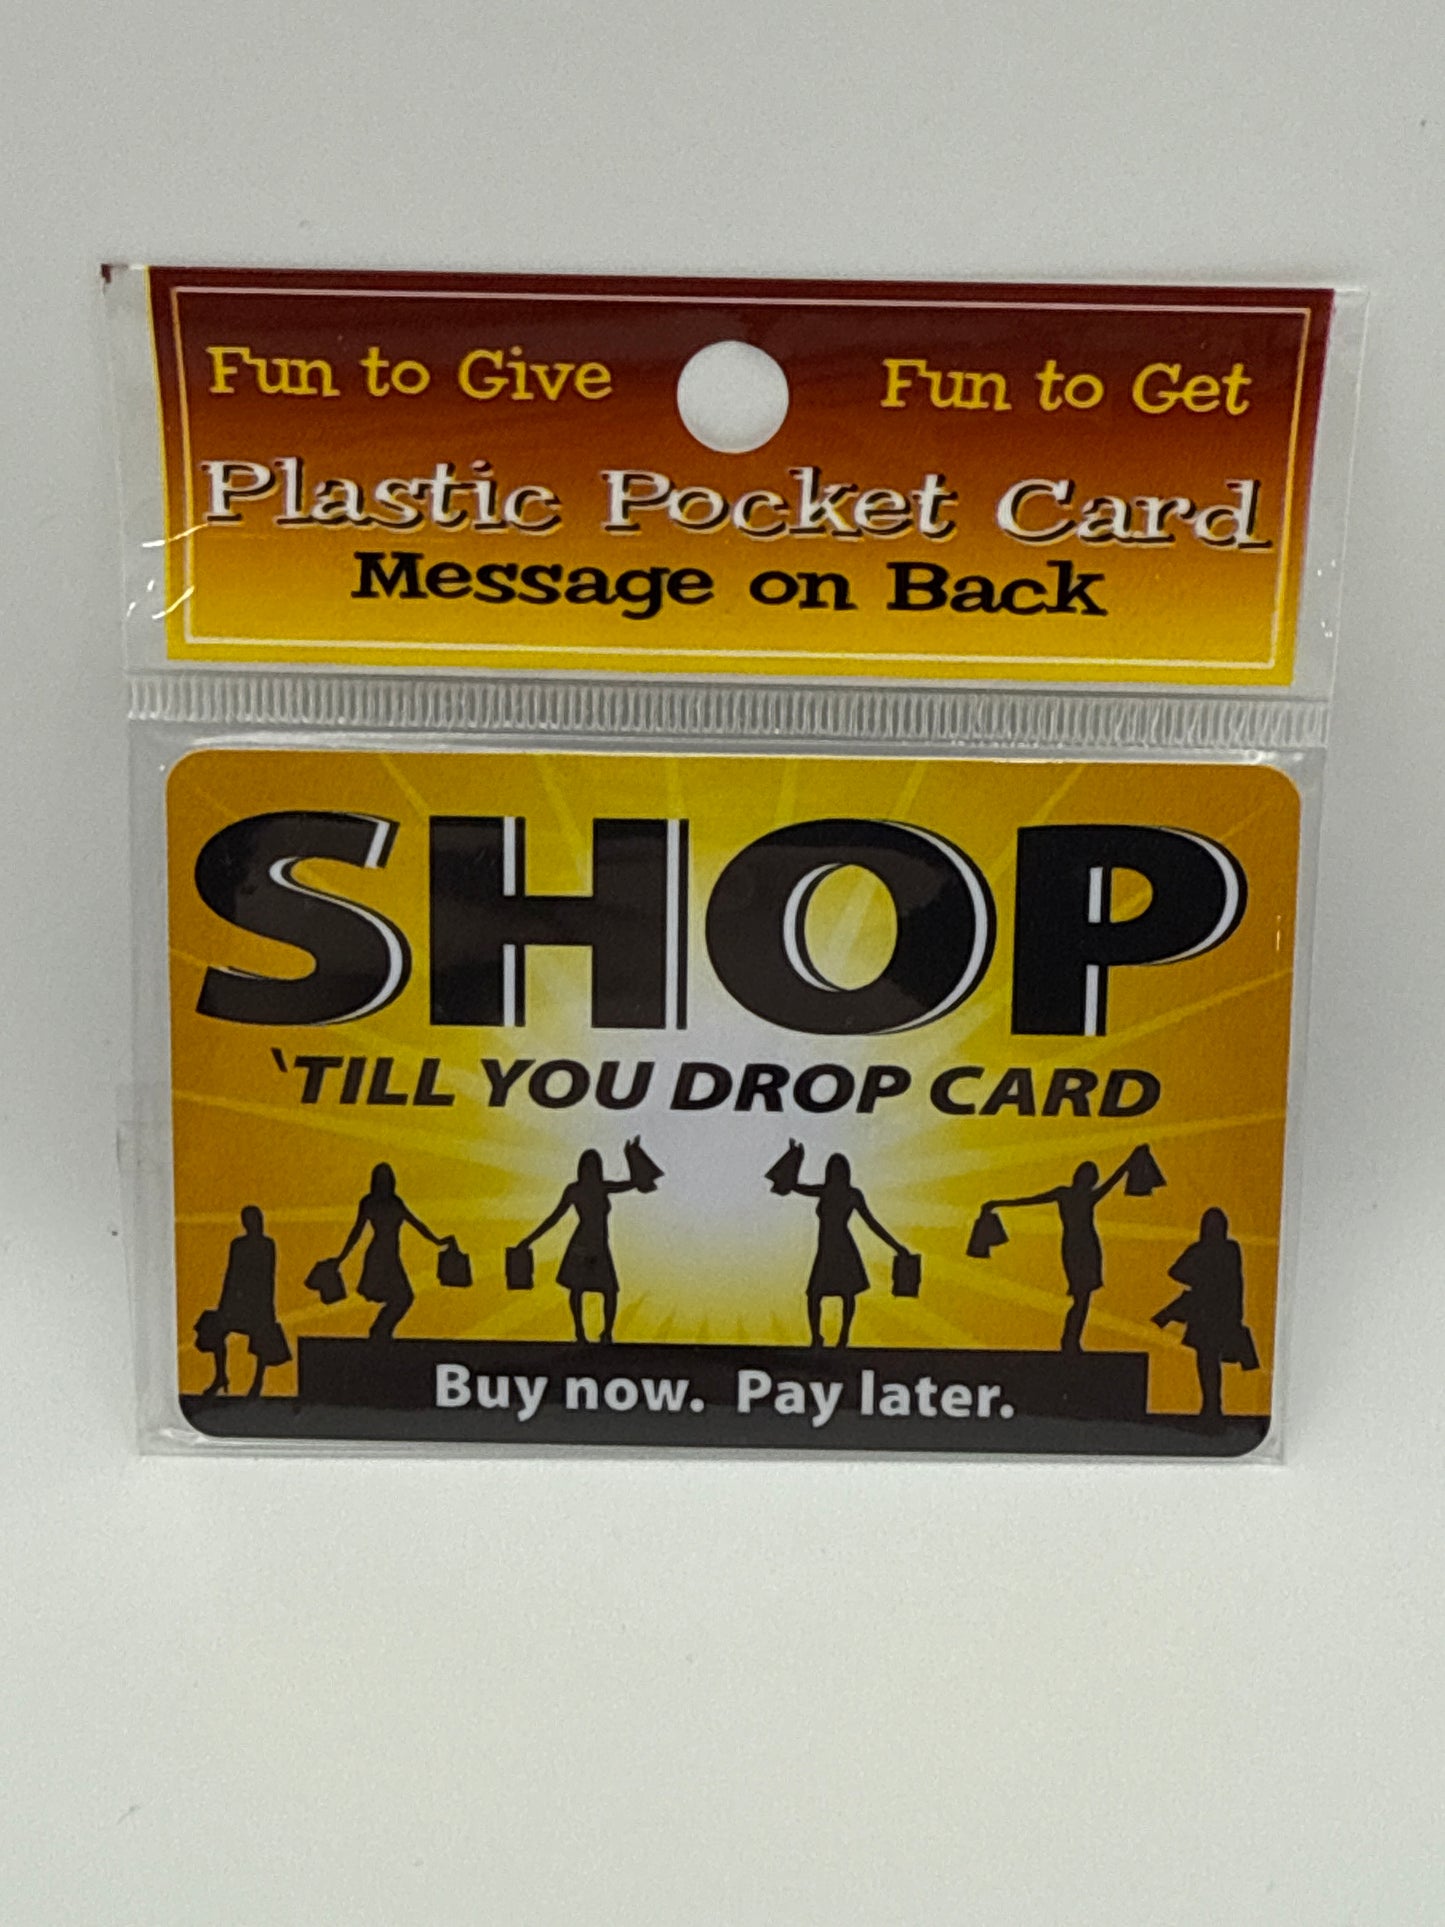 Fun to Give Fun to Get
Plastic Pocket Card
Message on Back
SHOP
‘TILL YOU DROP CARD
Buy now. Pay later.